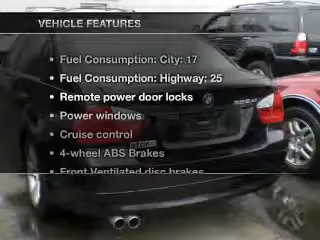 VEHICLE FEATURES
• Fuel Consumption: City: 17
• Fuel Consumption: Highway: 25
• Remote power door locks
• Power windows
• Cruise control
• 4-wheel ABS Brakes
• Front Ventilated disc brakes